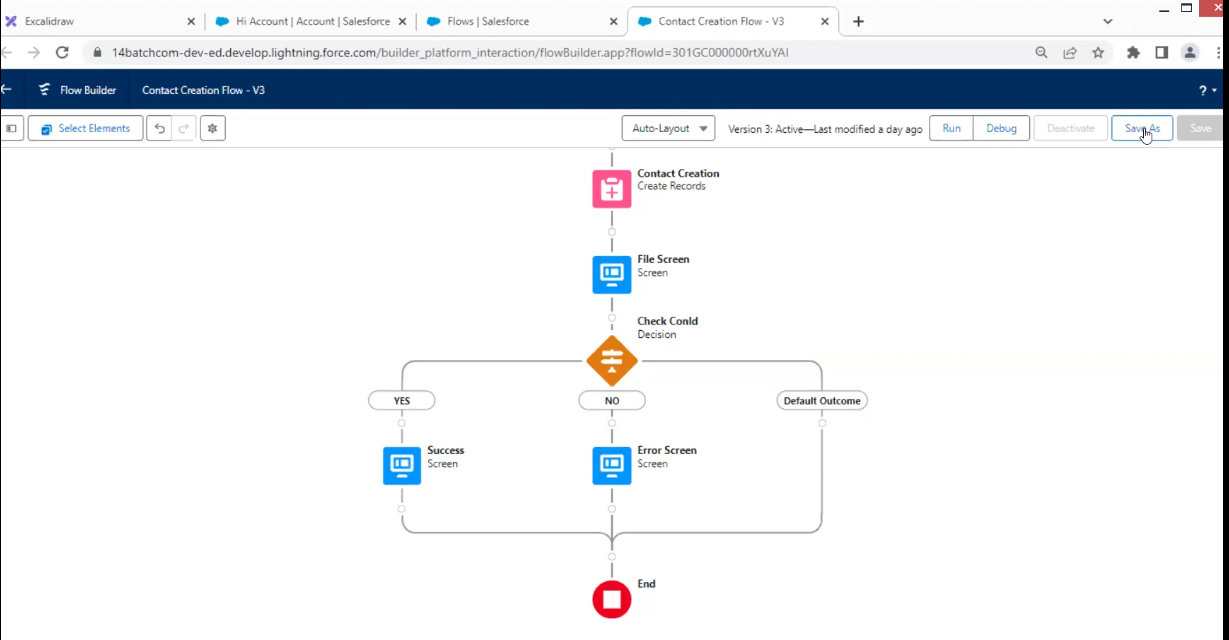 Excalidraw
Hi Account | Account | Salesforce
Flows | Salesforce
Contact Creation Flow - V3
14batchcom-dev-ed.develop.lightning.force.com/builder_platform_interaction/flowBuilder.app?flowId=301GC000000rtXuYAI
Flow Builder
Contact Creation Flow - V3
?
Select Elements
Auto-Layout
Version 3: Active—Last modified a day ago
Run
Debug
Deactivate
Save As
Save
Contact Creation
Create Records
File Screen
Screen
Check ConId
Decision
YES
NO
Default Outcome
Success
Screen
Error Screen
Screen
End